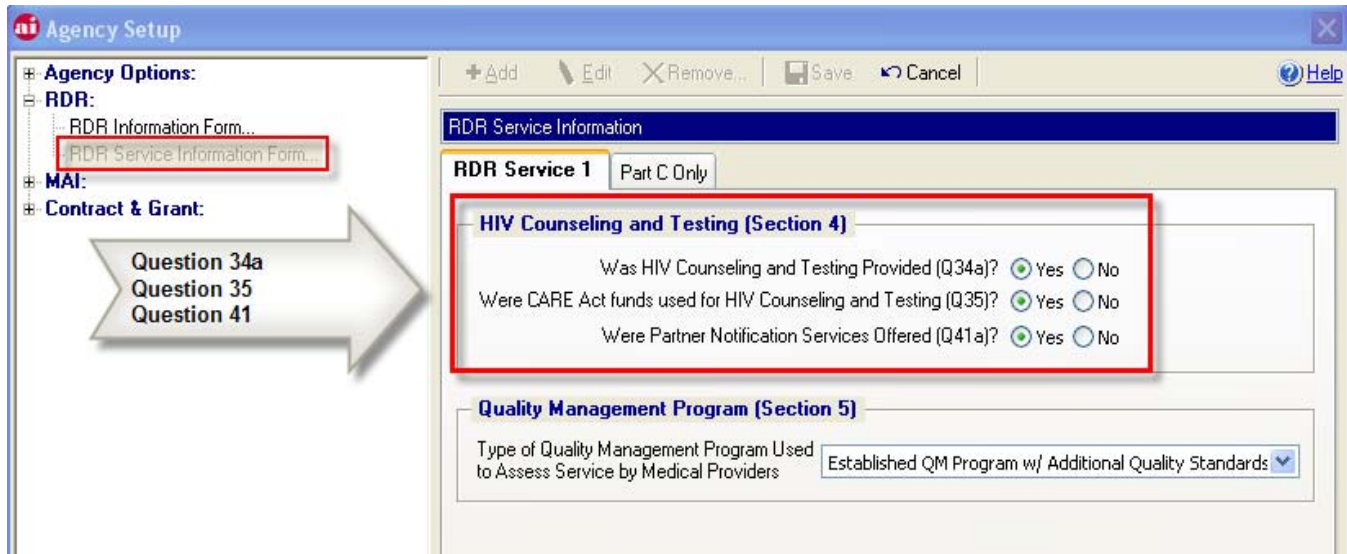 ai Agency Setup
Agency Options:
RDR:
RDR Information Form...
RDR Service Information Form...
MAI:
Contract & Grant:
Question 34a
Question 35
Question 41
Add Edit Remove... Save Cancel Help
RDR Service Information
RDR Service 1 Part C Only
HIV Counseling and Testing (Section 4)
Was HIV Counseling and Testing Provided (Q34a)? Yes No
Were CARE Act funds used for HIV Counseling and Testing (Q35)? Yes No
Were Partner Notification Services Offered (Q41a)? Yes No
Quality Management Program (Section 5)
Type of Quality Management Program Used
to Assess Service by Medical Providers
Established QM Program w/ Additional Quality Standards